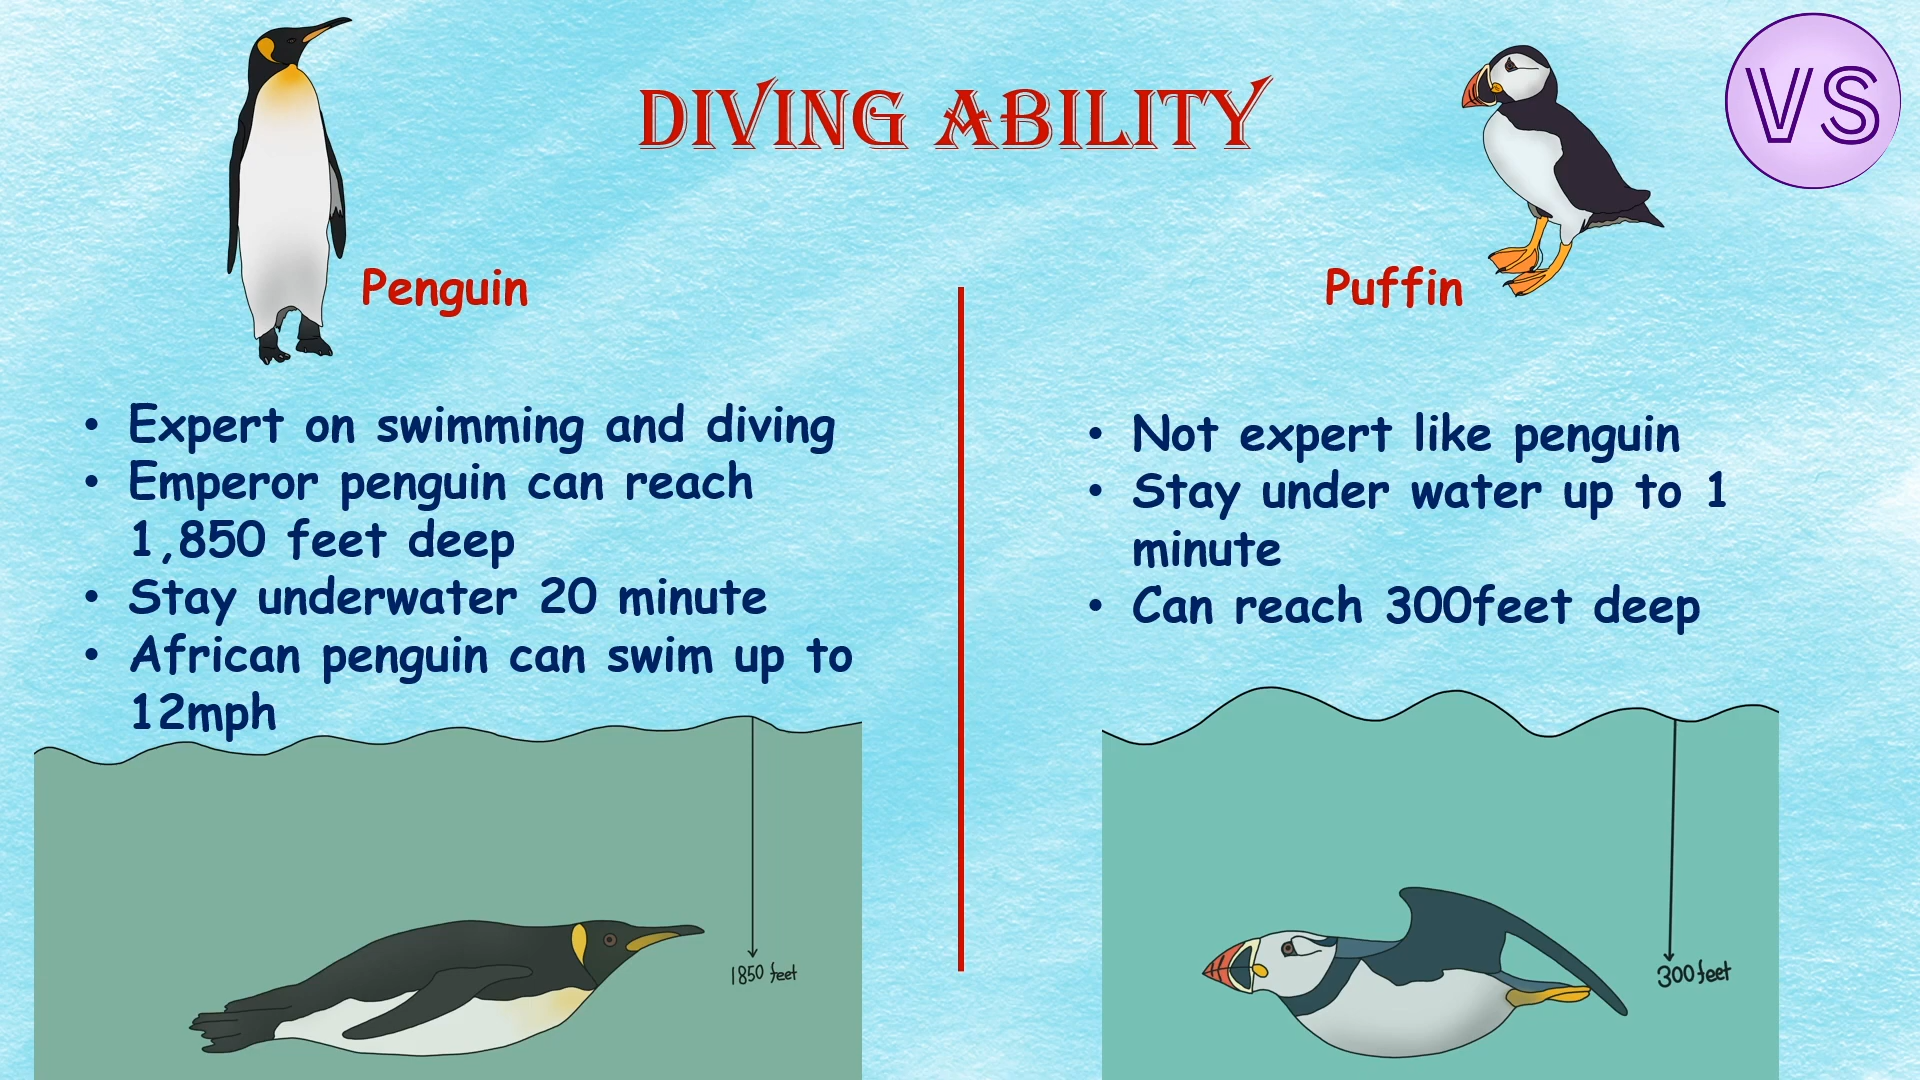 DIVING ABILITY
VS
Penguin
Puffin
• Expert on swimming and diving
• Emperor penguin can reach
1,850 feet deep
• Stay underwater 20 minute
• African penguin can swim up to
12mph
• Not expert like penguin
• Stay under water up to 1
minute
• Can reach 300feet deep
1850 feet
300 feet